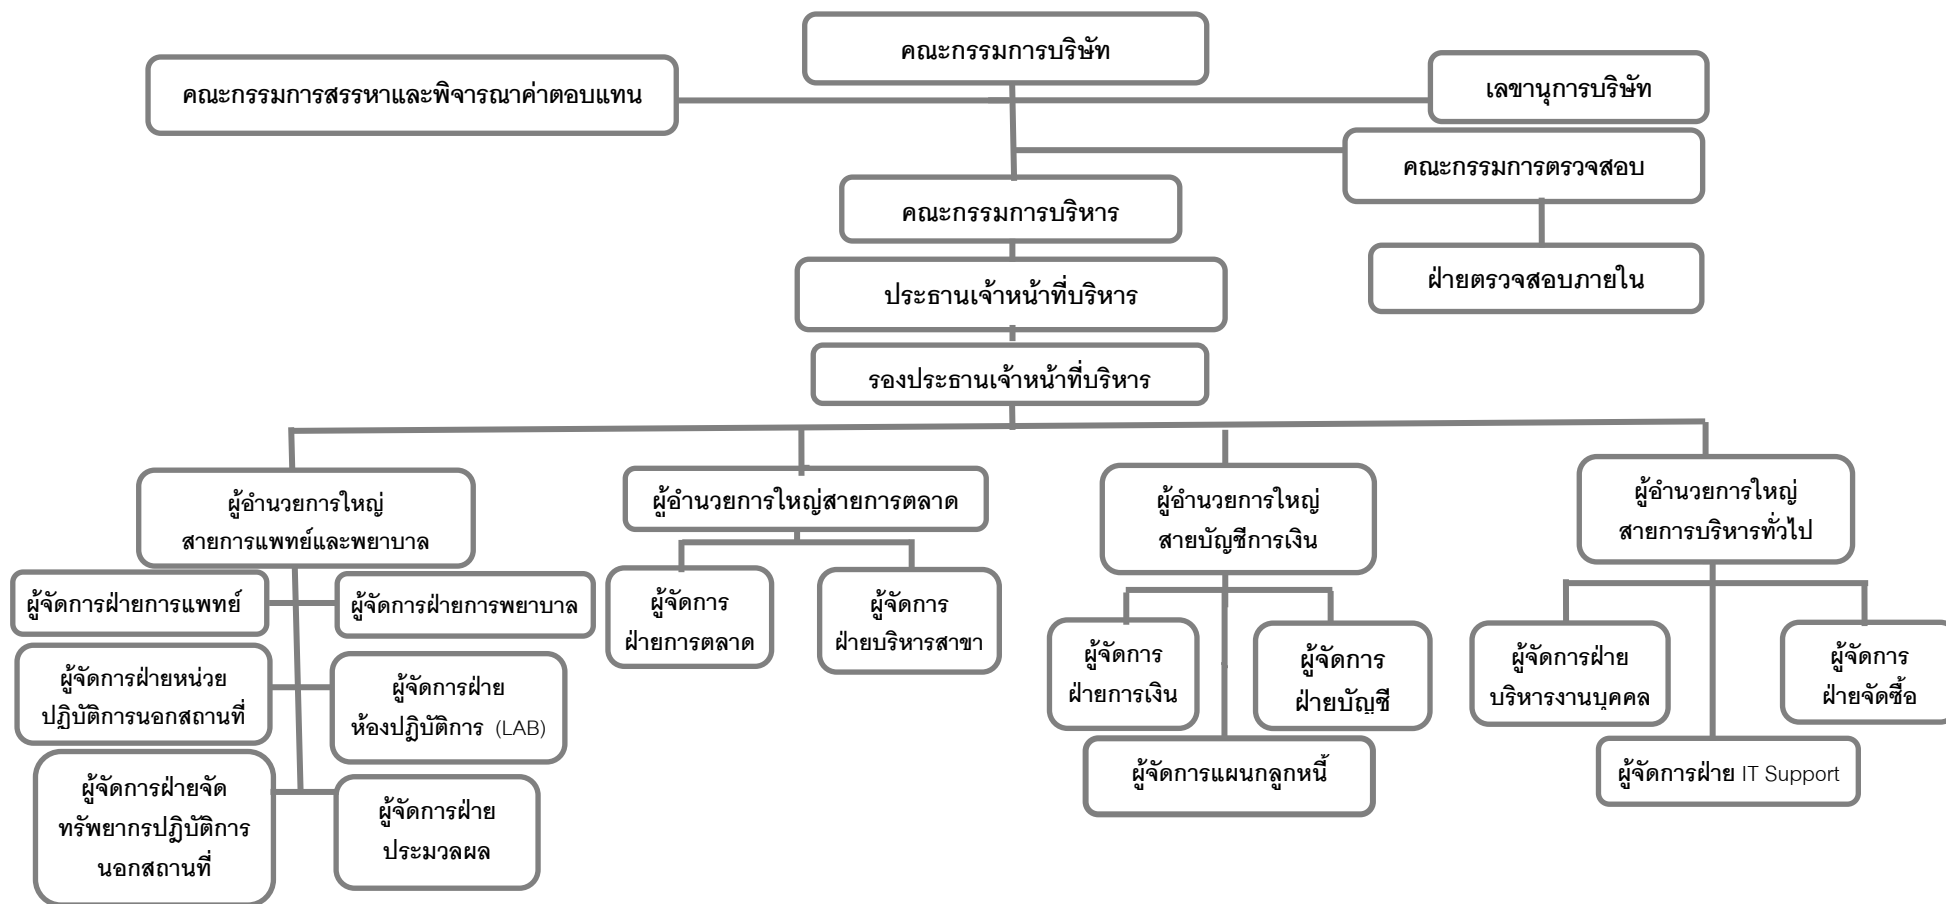 คณะกรรมการบริษัท
คณะกรรมการสรรหาและพิจารณาค่าตอบแทน
เลขานุการบริษัท
คณะกรรมการตรวจสอบ
คณะกรรมการบริหาร
ฝ่ายตรวจสอบภายใน
ประธานเจ้าหน้าที่บริหาร
รองประธานเจ้าหน้าที่บริหาร
ผู้อำนวยการใหญ่
สายการแพทย์และพยาบาล
ผู้อำนวยการใหญ่สายการตลาด
ผู้อำนวยการใหญ่
สายบัญชีการเงิน
ผู้อำนวยการใหญ่
สายการบริหารทั่วไป
ผู้จัดการฝ่ายการแพทย์
ผู้จัดการฝ่ายการพยาบาล
ผู้จัดการฝ่ายหน่วย
ปฏิบัติการนอกสถานที่
ผู้จัดการฝ่าย
ห้องปฏิบัติการ (LAB)
ผู้จัดการฝ่ายจัด
ทรัพยากรปฏิบัติการ
นอกสถานที่
ผู้จัดการฝ่าย
ประมวลผล
ผู้จัดการ
ฝ่ายการตลาด
ผู้จัดการ
ฝ่ายบริหารสาขา
ผู้จัดการ
ฝ่ายการเงิน
ผู้จัดการ
ฝ่ายบัญชี
ผู้จัดการแผนกลูกหนี้
ผู้จัดการฝ่าย
บริหารงานบุคคล
ผู้จัดการ
ฝ่ายจัดซื้อ
ผู้จัดการฝ่าย IT Support